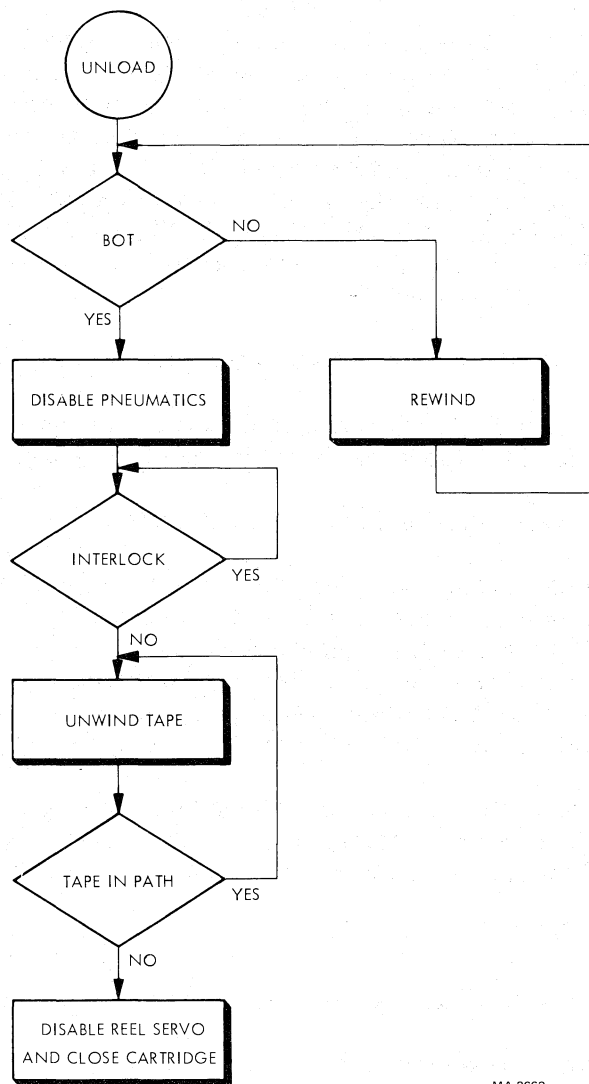 UNLOAD
BOT
NO
YES
DISABLE PNEUMATICS
REWIND
INTERLOCK
YES
NO
UNWIND TAPE
TAPE IN PATH
YES
NO
DISABLE REEL SERVO
AND CLOSE CARTRIDGE